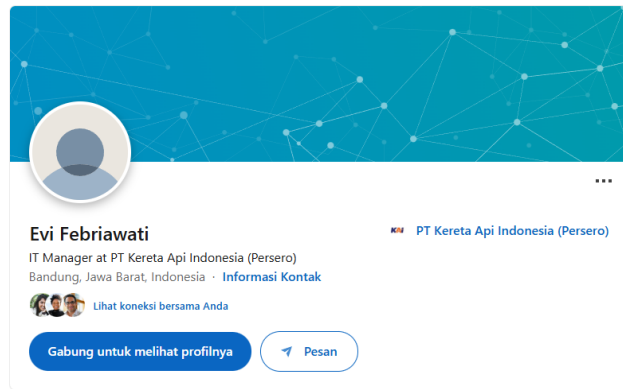 Evi Febriawati
KAI PT Kereta Api Indonesia (Persero)
IT Manager at PT Kereta Api Indonesia (Persero)
Bandung, Jawa Barat, Indonesia · Informasi Kontak
Lihat koneksi bersama Anda
Gabung untuk melihat profilnya
Pesan